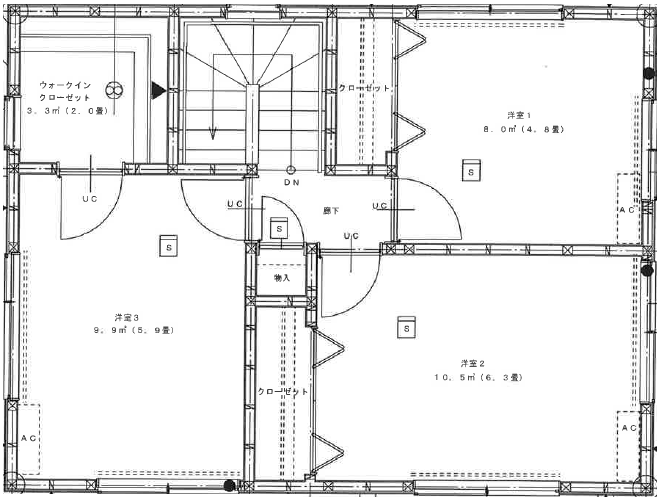 ウォークイン
クローゼット
3.3㎡(2.0畳)
クローゼット
洋室1
8.0㎡(4.8畳)
S
DN
UC
UC
廊下
UC
UC
S
AC
S
物入
洋室3
9.9㎡(5.9畳)
S
洋室2
10.5㎡(6.3畳)
クローゼット
AC
AC